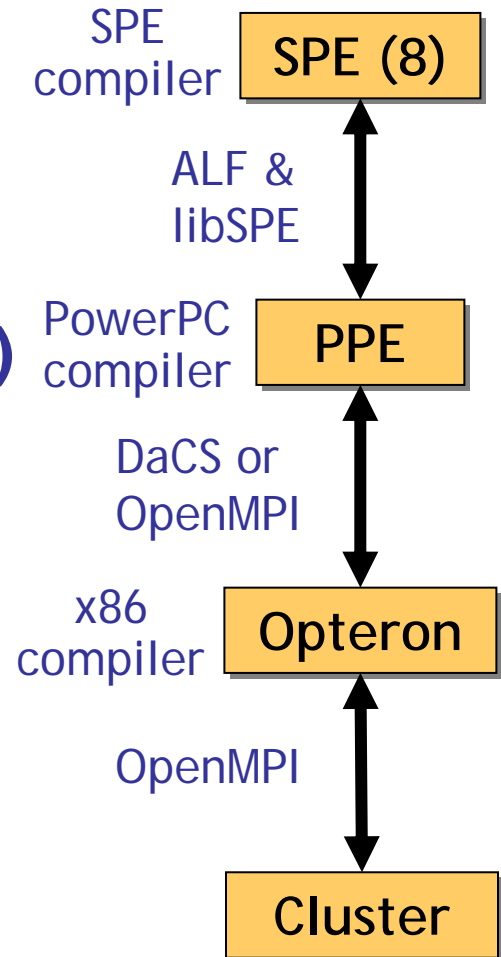 SPE
compiler
SPE (8)
ALF &
libSPE
)
PowerPC
compiler
PPE
DaCS or
OpenMPI
x86
compiler
Opteron
OpenMPI
Cluster